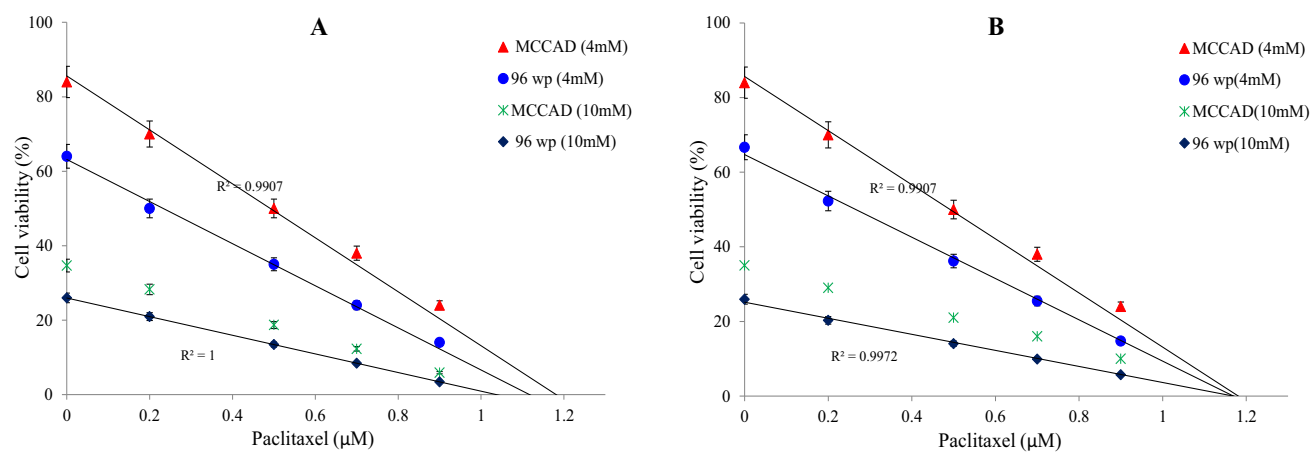 A
100
80
60
40
20
0
Cell viability (%)
MCCAD (4mM)
96 wp (4mM)
MCCAD (10mM)
96 wp (10mM)
R² = 0.9907
R² = 1
0 0.2 0.4 0.6 0.8 1 1.2
Paclitaxel (µM)
B
100
80
60
40
20
0
Cell viability (%)
MCCAD (4mM)
96 wp(4mM)
MCCAD(10mM)
96 wp(10mM)
R² = 0.9907
R² = 0.9972
0 0.2 0.4 0.6 0.8 1 1.2
Paclitaxel (µM)